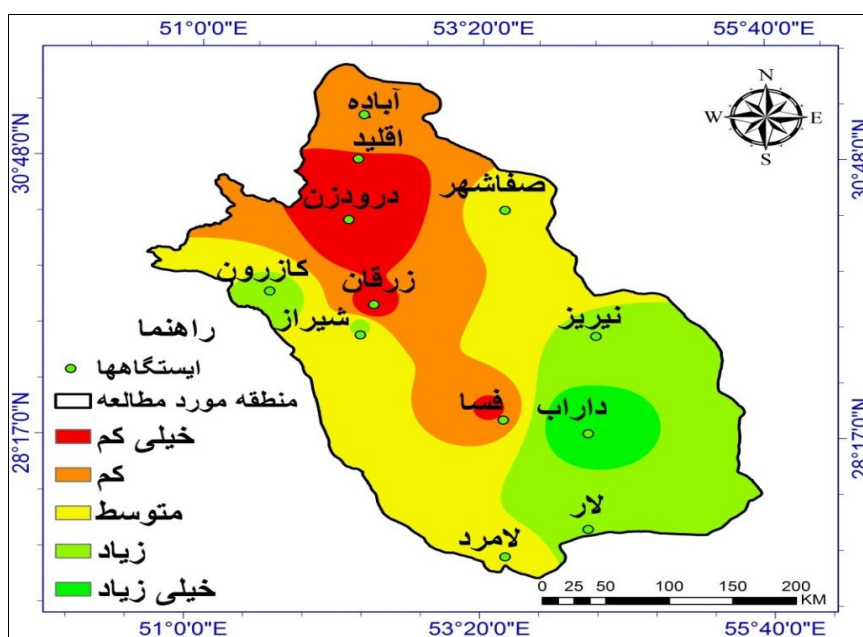 51°0'0"E 53°20'0"E 55°40'0"E
30°48'0"N
30°48'0"N
28°17'0"N
28°17'0"N
N
W E
S
آباده
اقلید
درودزن
صفاشهر
کازرون
زرقان
شیراز
نیریز
فسا
داراب
لار
لامرد
راهنما
ایستگاهها
منطقه مورد مطالعه
خیلی کم
کم
متوسط
زیاد
خیلی زیاد
0 25 50 100 150 200
KM
51°0'0"E 53°20'0"E 55°40'0"E